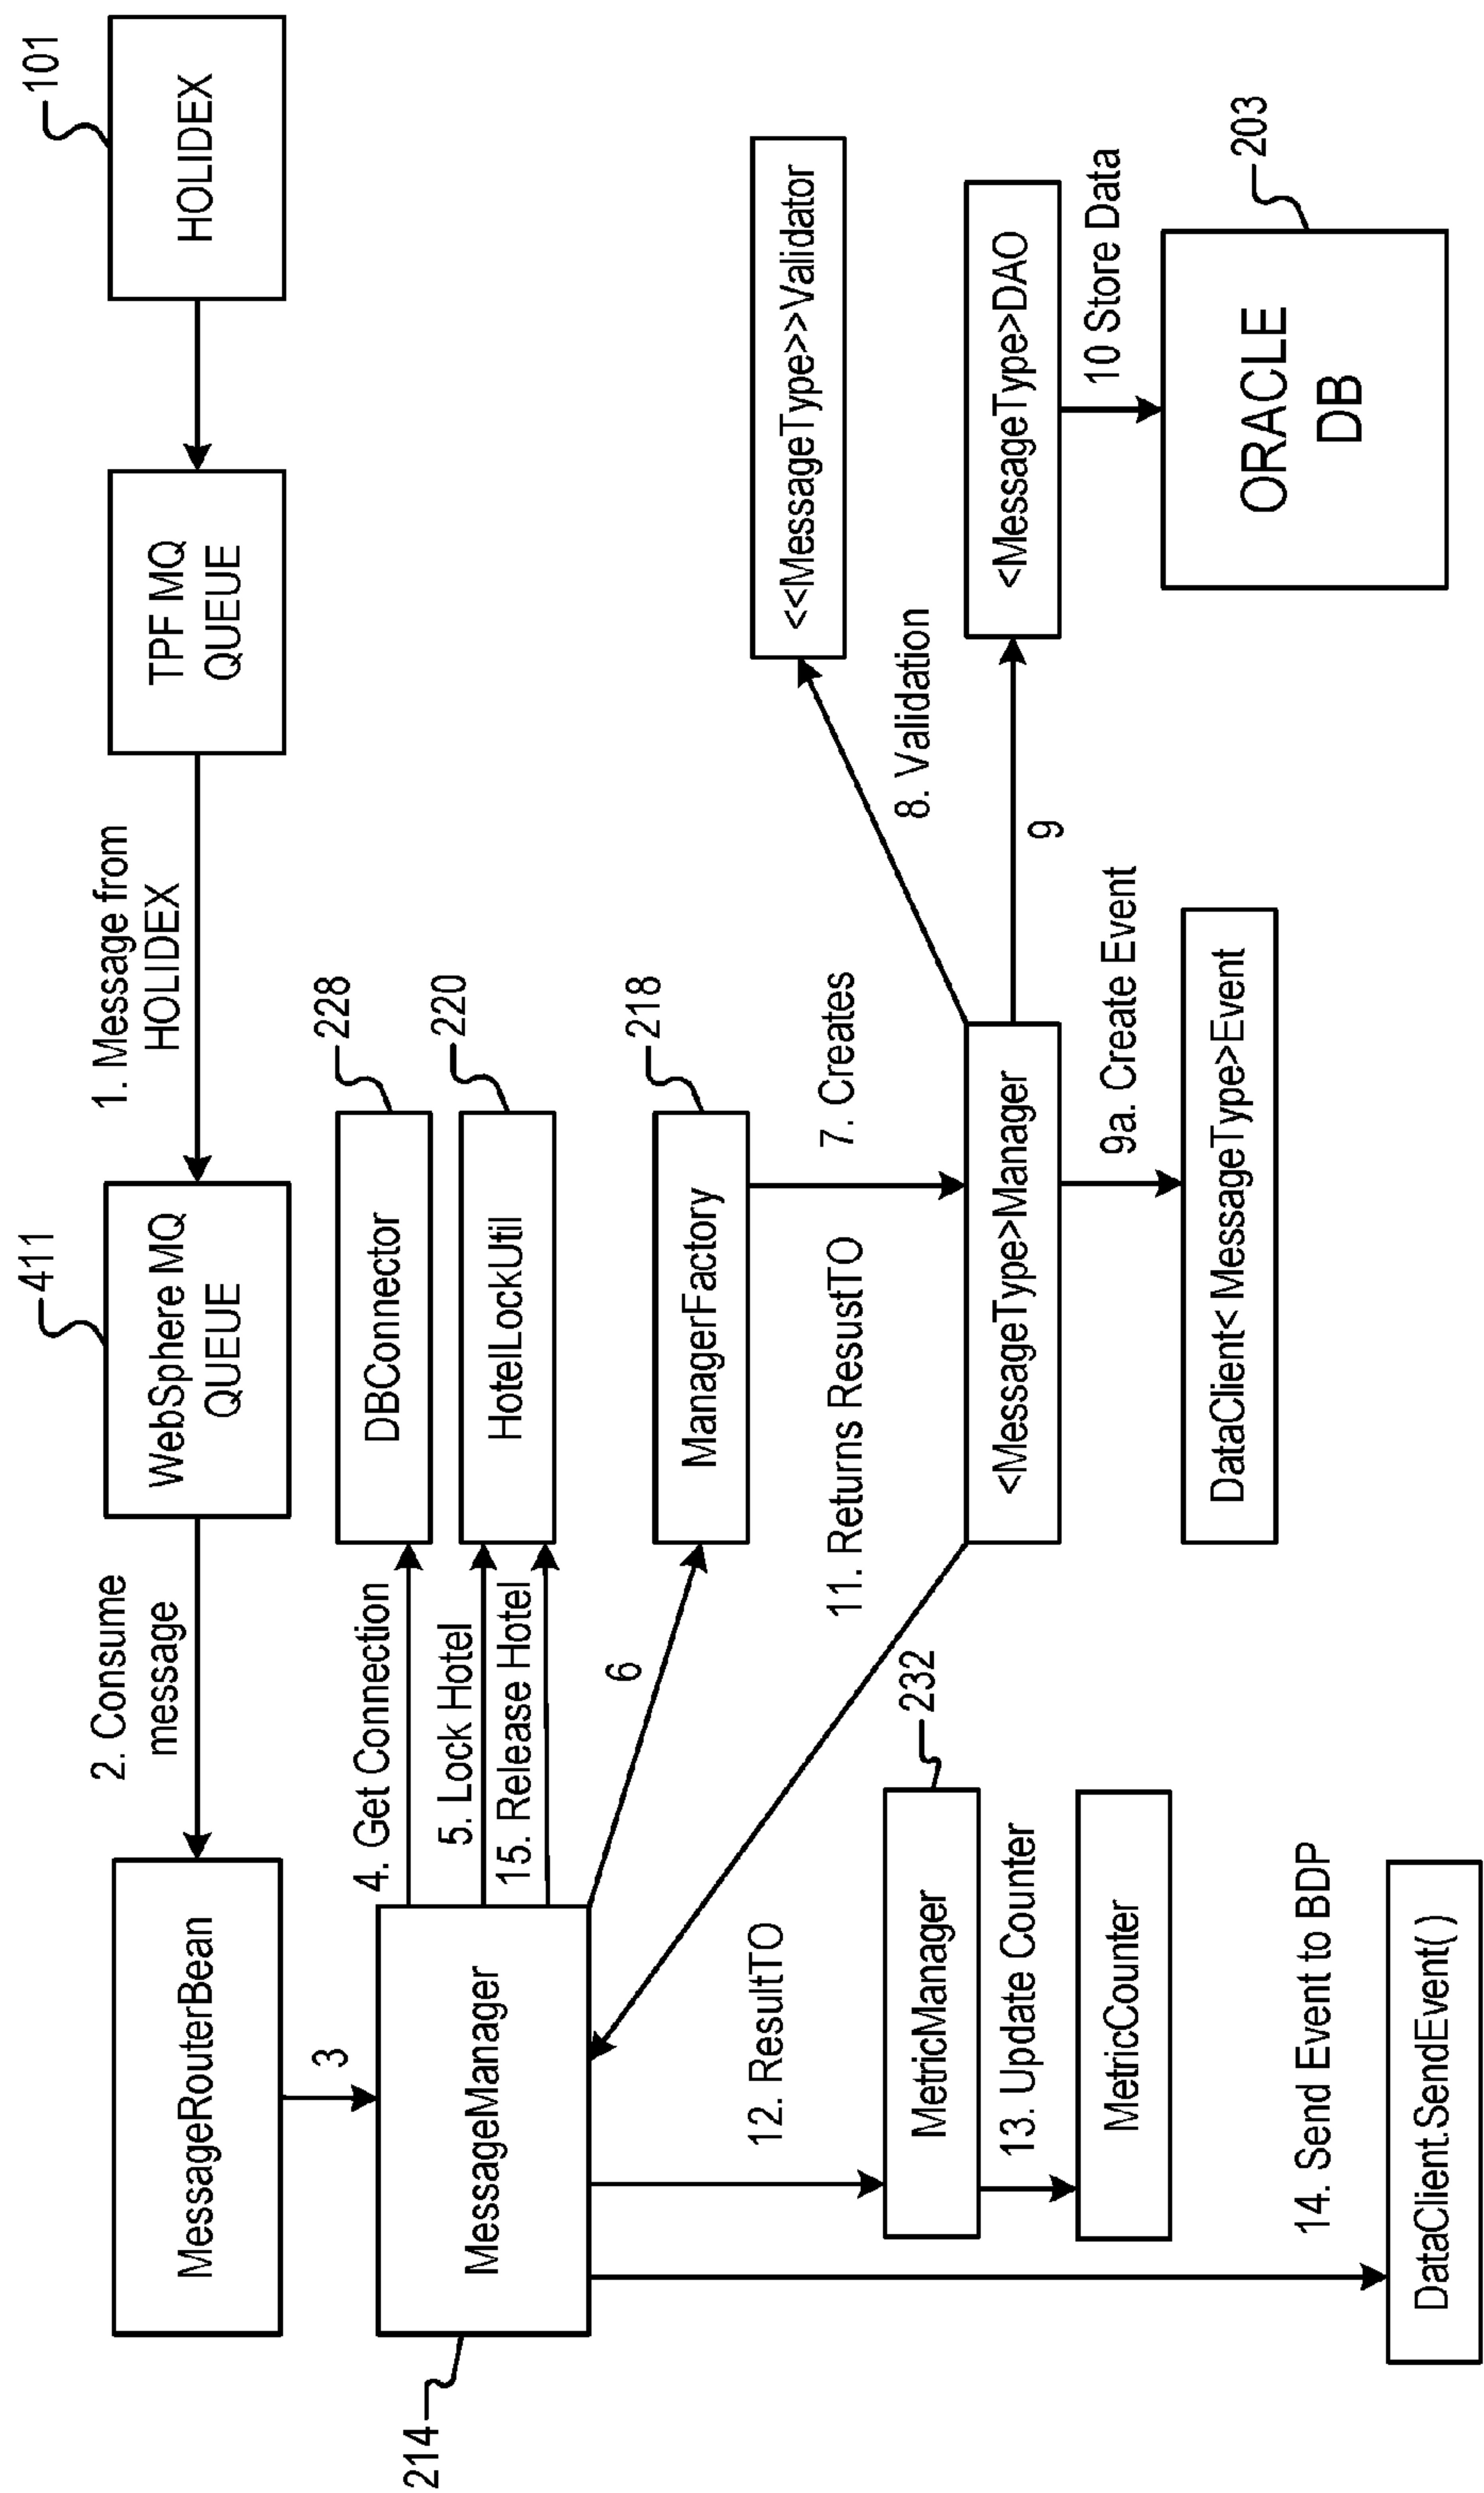 101
HOLIDEX
TPF MQ
QUEUE
1. Message from
HOLIDEX
411
WebSphere MQ
QUEUE
2. Consume
message
MessageRouterBean
3
214
MessageManager
4. Get Connection
5. Lock Hotel
15. Release Hotel
228
DBConnector
220
HotelLockUtil
6
218
ManagerFactory
7. Creates
8. Validation
<<MessageType>>Validator
11. Returns ResustTO
<MessageType>Manager
9
<MessageType>DAO
10 Store Data
203
ORACLE
DB
9a. Create Event
DataClient< MessageType>Event
12. ResultTO
232
MetricManager
13. Update Counter
MetricCounter
14. Send Event to BDP
DataClient.SendEvent( )